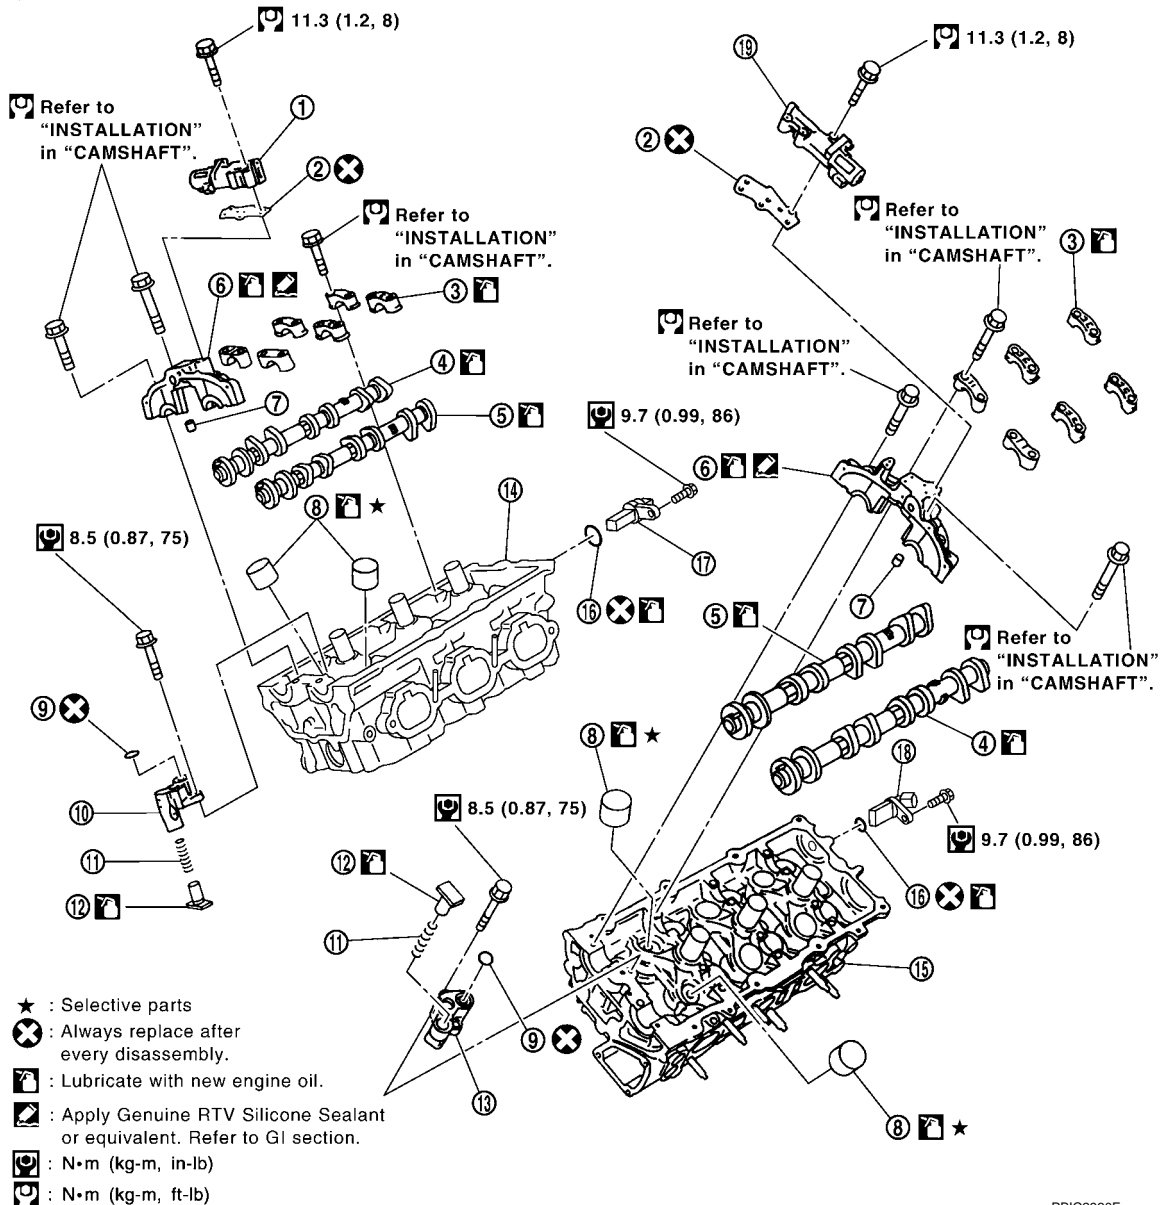 11.3 (1.2, 8)
11.3 (1.2, 8)
19
Refer to
“INSTALLATION”
in “CAMSHAFT”.
1
2
2
Refer to
“INSTALLATION”
in “CAMSHAFT”.
Refer to
“INSTALLATION”
in “CAMSHAFT”.
3
6
3
Refer to
“INSTALLATION”
in “CAMSHAFT”.
4
7
5
9.7 (0.99, 86)
6
8 ★
14
8.5 (0.87, 75)
17
16
7
5
Refer to
“INSTALLATION”
in “CAMSHAFT”.
9
8 ★
4
18
10
8.5 (0.87, 75)
9.7 (0.99, 86)
11
12
12
16
11
15
★ : Selective parts
9
: Always replace after
every disassembly.
: Lubricate with new engine oil.
13
: Apply Genuine RTV Silicone Sealant
or equivalent. Refer to GI section.
8 ★
: N•m (kg-m, in-lb)
: N•m (kg-m, ft-lb)